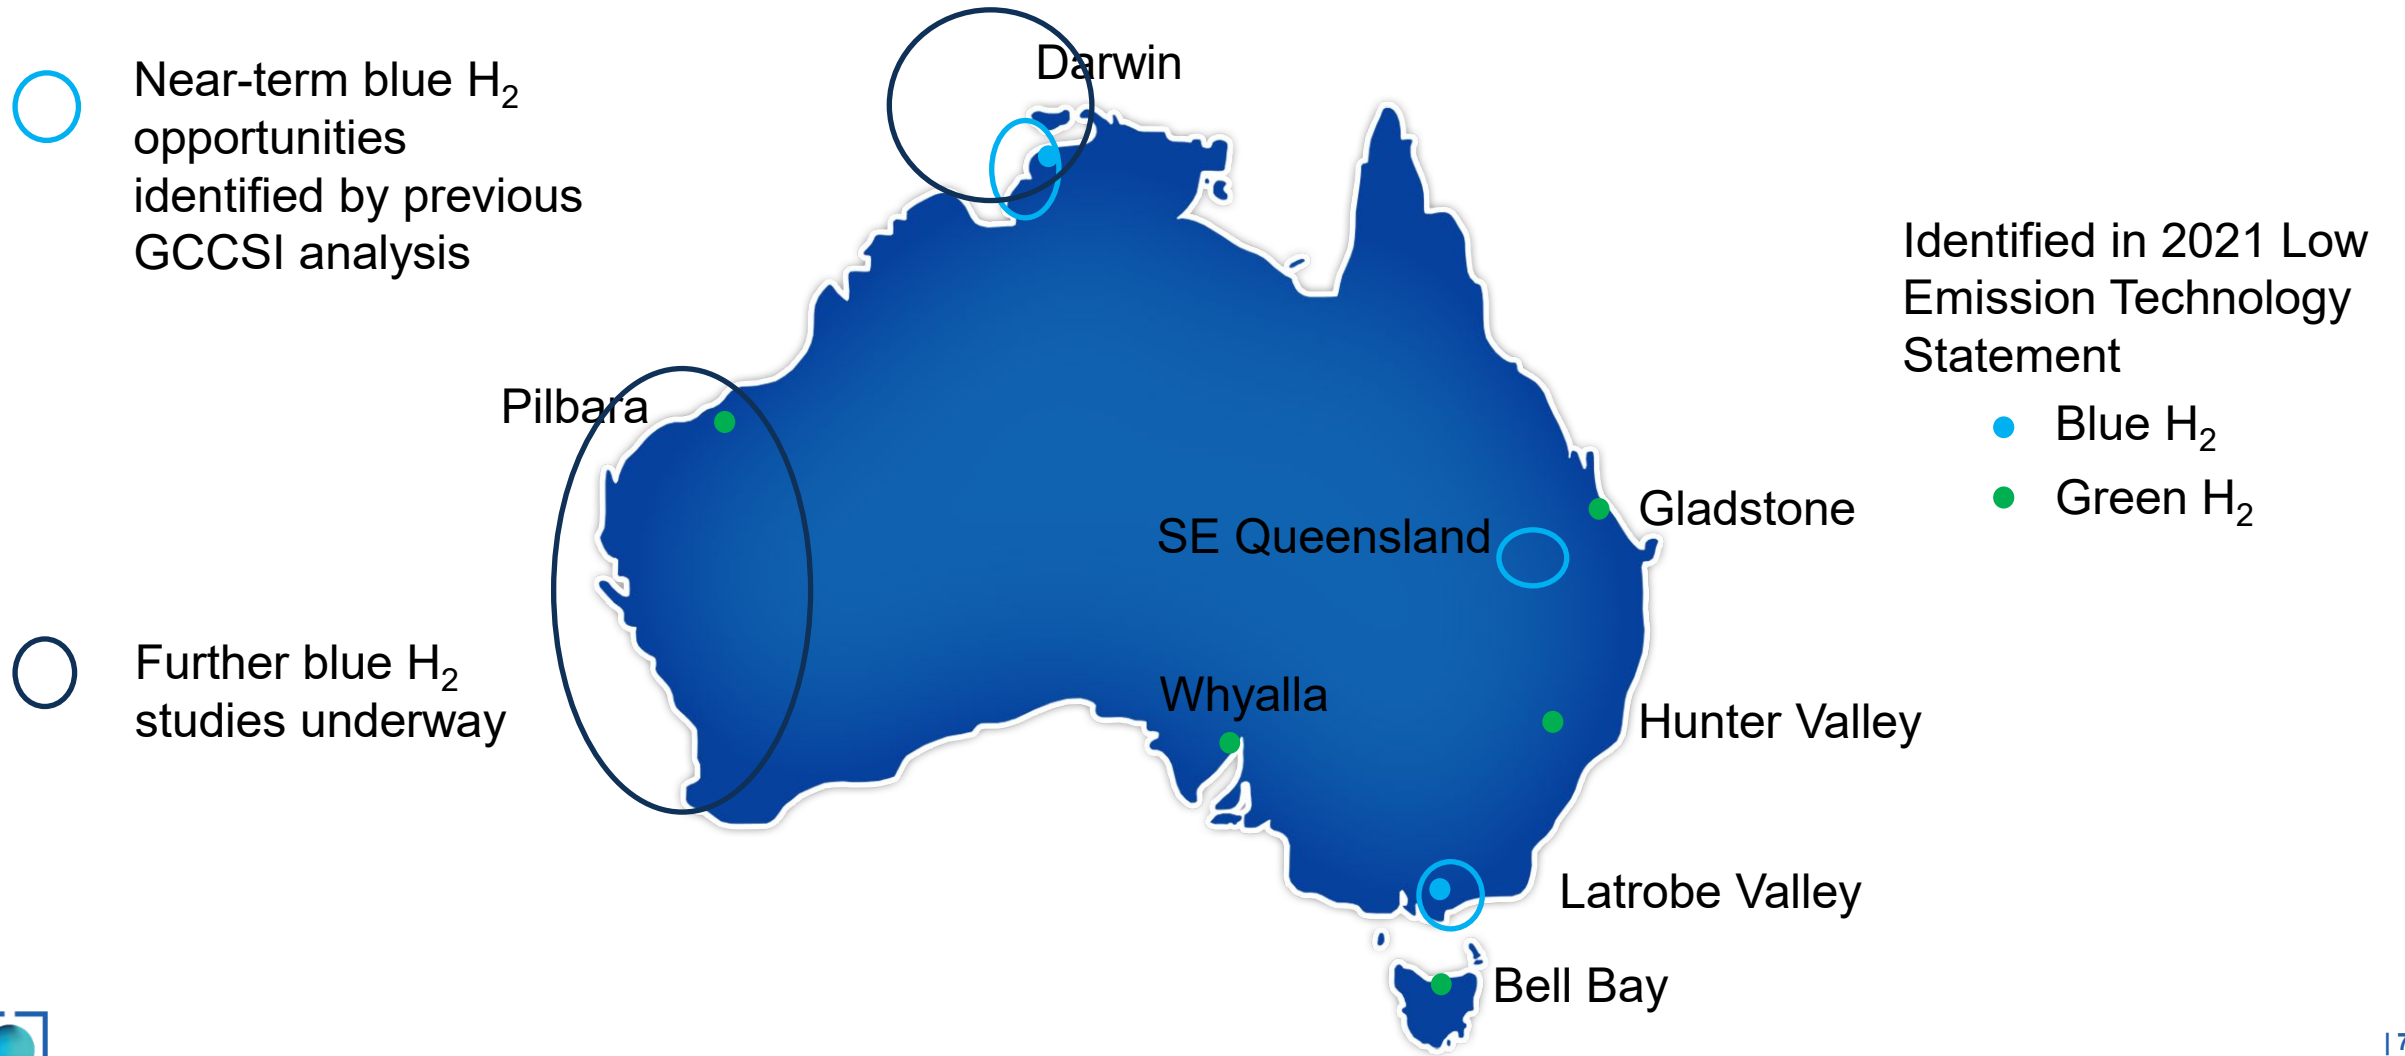 Near-term blue H₂
opportunities
identified by previous
GCCSI analysis
Further blue H₂
studies underway
Darwin
Pilbara
SE Queensland
Gladstone
Whyalla
Hunter Valley
Latrobe Valley
Bell Bay
Identified in 2021 Low
Emission Technology
Statement
Blue H₂
Green H₂
| 7